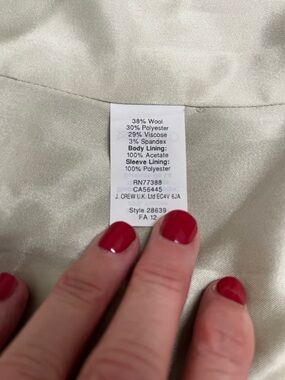 38% Wool
30% Polyester
29% Viscose
3% Spandex
Body Lining:
100% Acetate
Sleeve Lining:
100% Polyester
RN77388
CA56445
J. CREW U.K. Ltd EC4V 6JA
Style 28639
FA 12